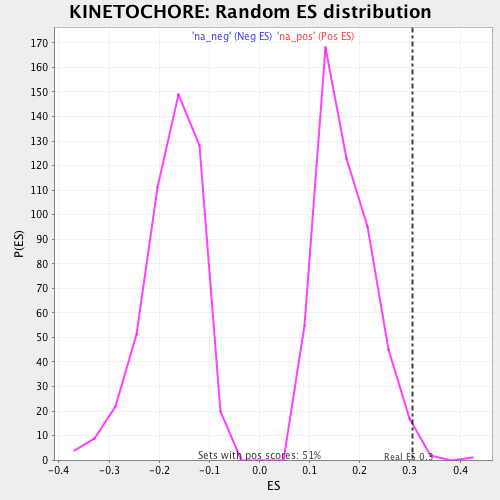 KINETOCHORE: Random ES distribution
'na_neg' (Neg ES) 'na_pos' (Pos ES)
170
160
150
140
130
120
110
100
90
80
70
60
50
40
30
20
10
0
P(ES)
Sets with pos scores: 51%
Real ES 0.3
-0.4 -0.3 -0.2 -0.1 0.0 0.1 0.2 0.3 0.4
ES